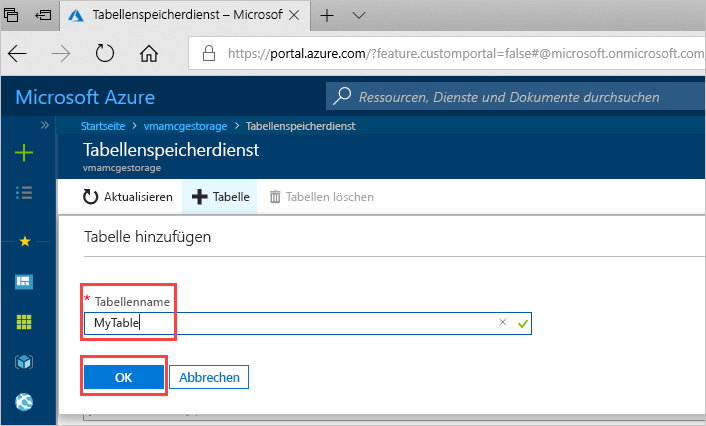 Tabellenspeicherdienst – Microsof
https://portal.azure.com/?feature.customportal=false#@microsoft.onmicrosoft.com
Microsoft Azure
Ressourcen, Dienste und Dokumente durchsuchen
Startseite > vmamcgestorage > Tabellenspeicherdienst
Tabellenspeicherdienst
vmamcgestorage
Aktualisieren + Tabelle Tabellen löschen
Tabelle hinzufügen
* Tabellenname
MyTable
OK Abbrechen